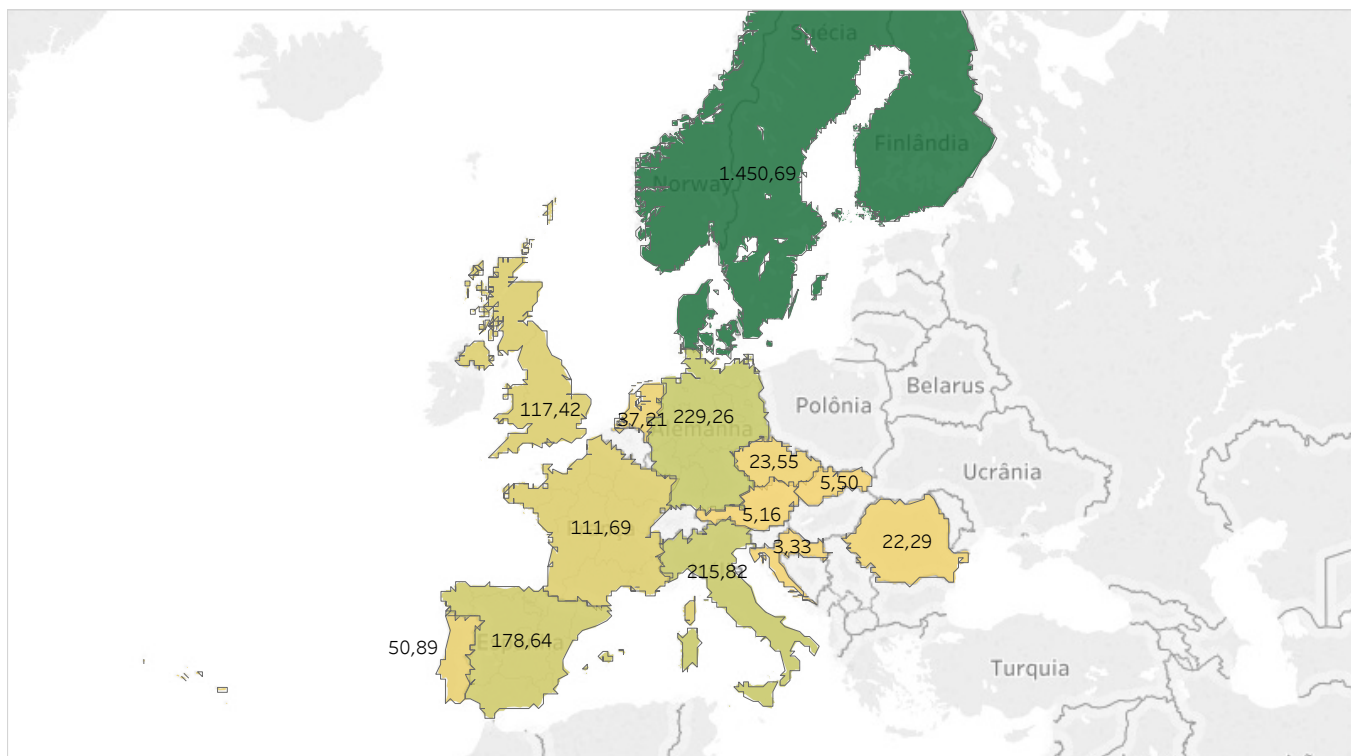 Suécia
Finlândia
1.450,69
Norway
Belarus
Polônia
117,42
37,21
229,26
Alemanha
23,55
5,50
Ucrânia
5,16
111,69
3,33
22,29
215,82
50,89
178,64
Turquia